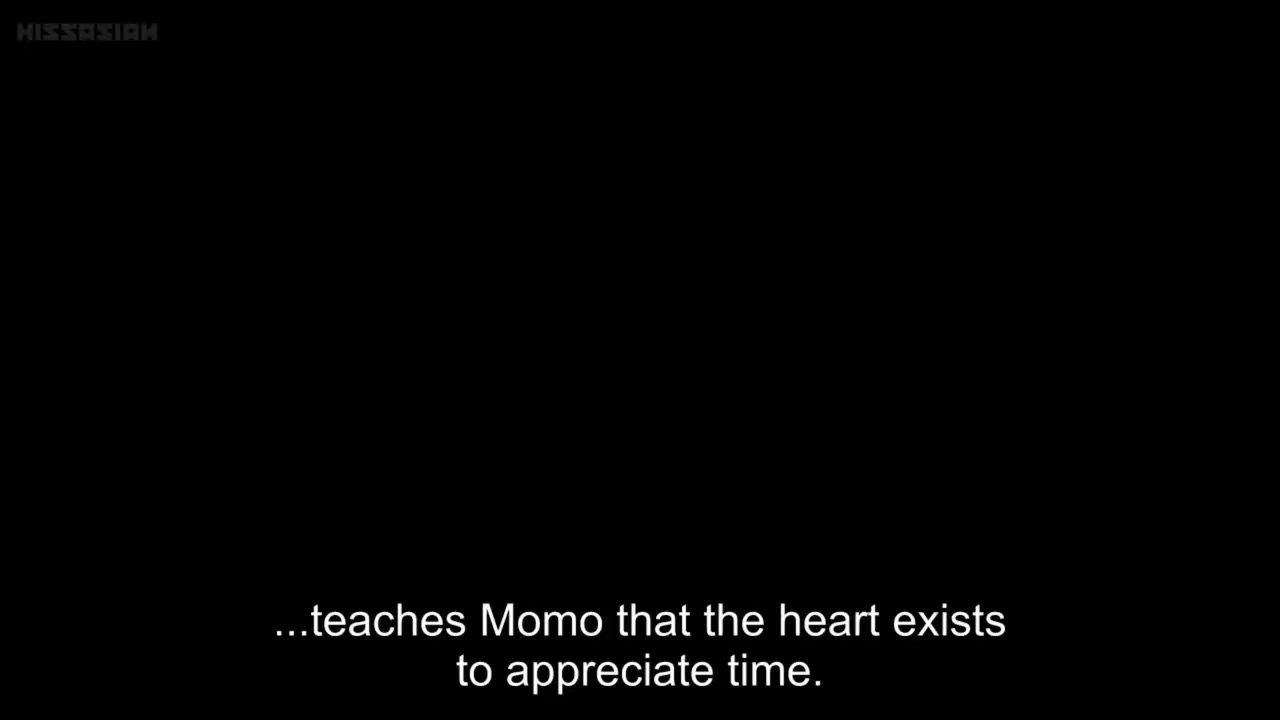 KISSASIAN
...teaches Momo that the heart exists
to appreciate time.